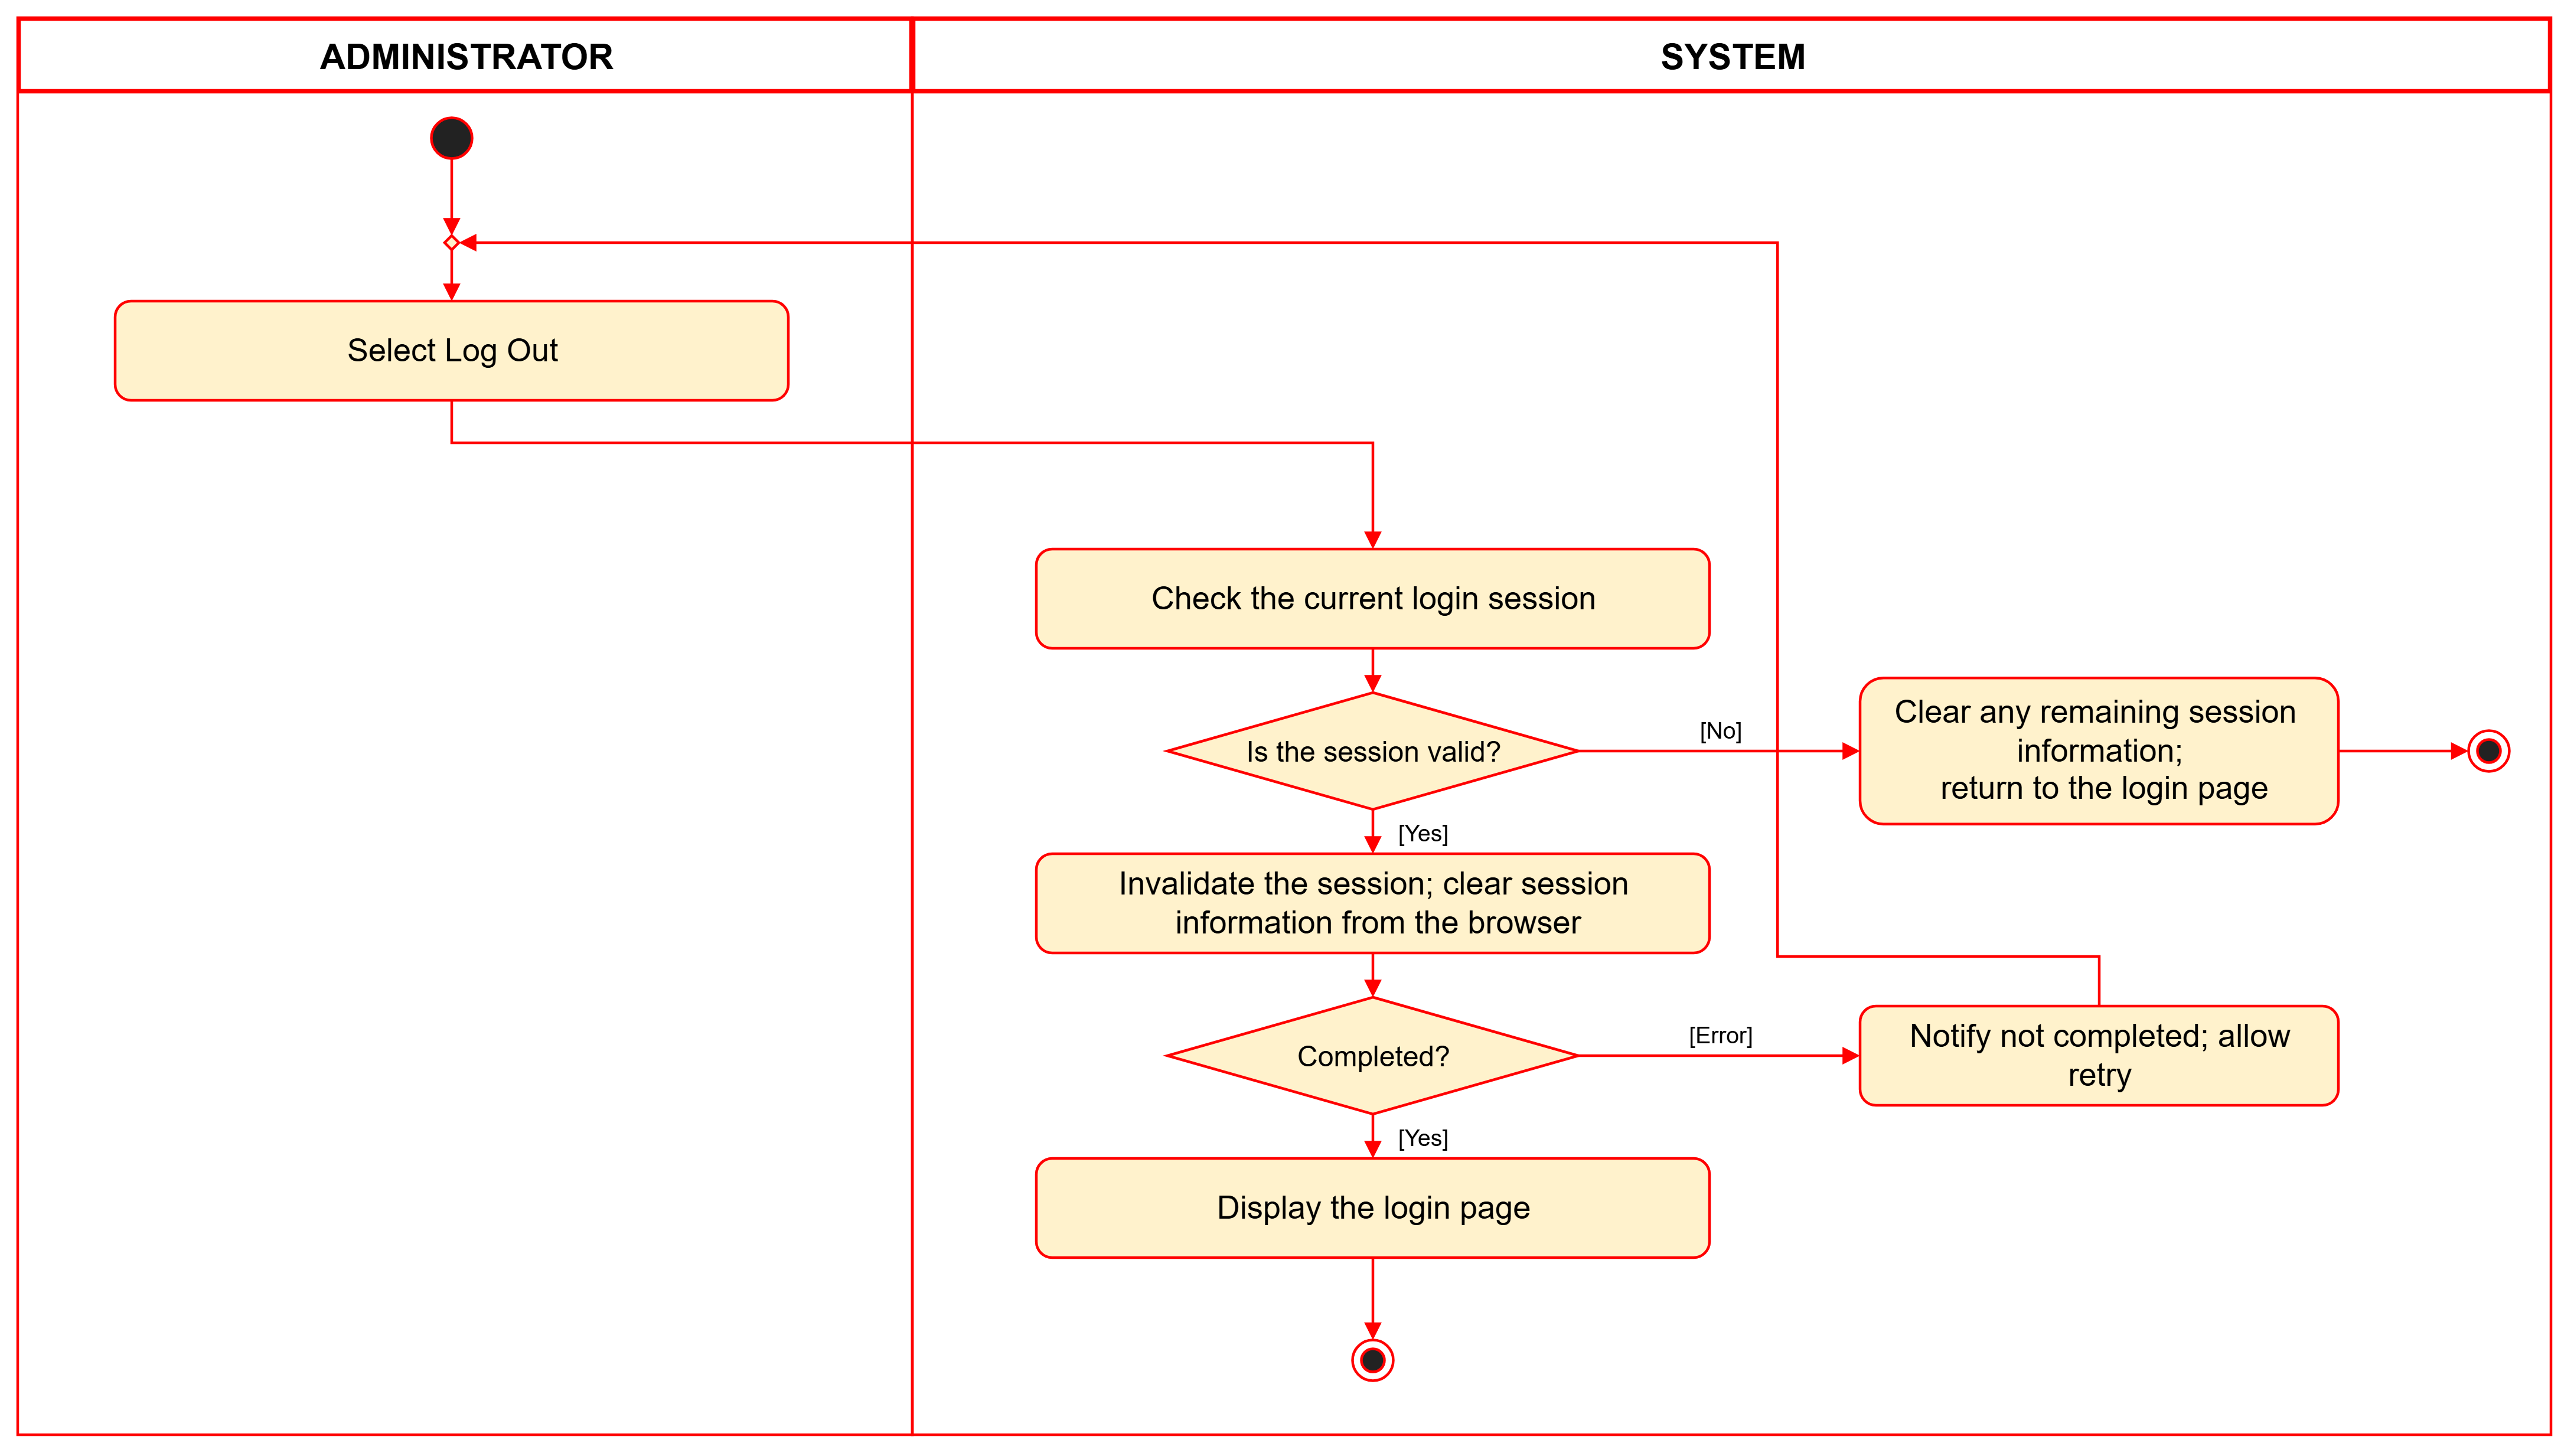 ADMINISTRATOR
SYSTEM
Select Log Out
Check the current login session
Is the session valid?
[No]
Clear any remaining session
information;
return to the login page
[Yes]
Invalidate the session; clear session
information from the browser
Completed?
[Error]
Notify not completed; allow
retry
[Yes]
Display the login page